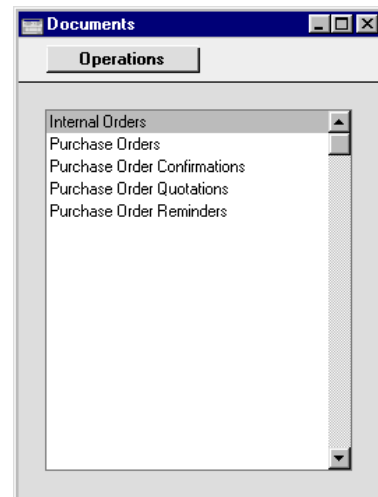 Documents
Operations
Internal Orders
Purchase Orders
Purchase Order Confirmations
Purchase Order Quotations
Purchase Order Reminders